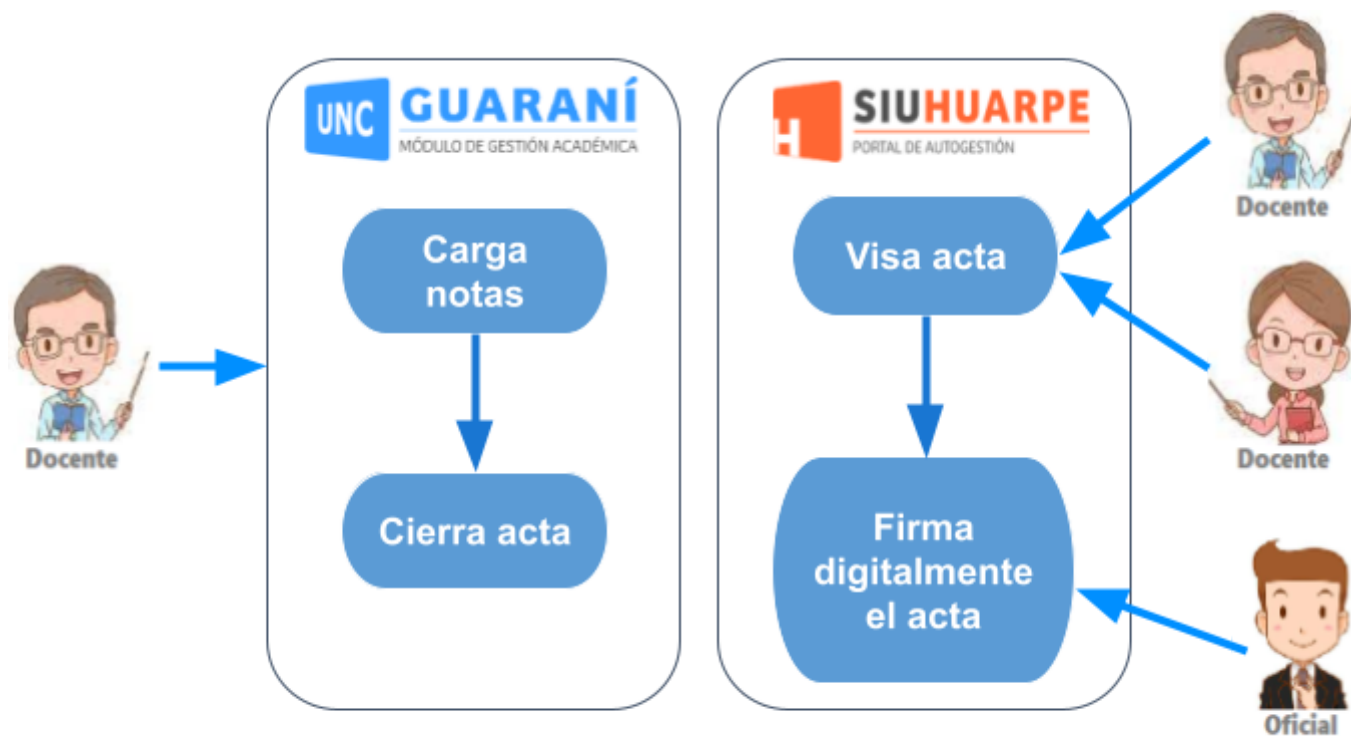 UNC
GUARANÍ
MÓDULO DE GESTIÓN ACADÉMICA
Carga
notas
Cierra acta
Docente
H
SIUHUARPE
PORTAL DE AUTOGESTIÓN
Visa acta
Firma
digitalmente
el acta
Docente
Docente
Oficial